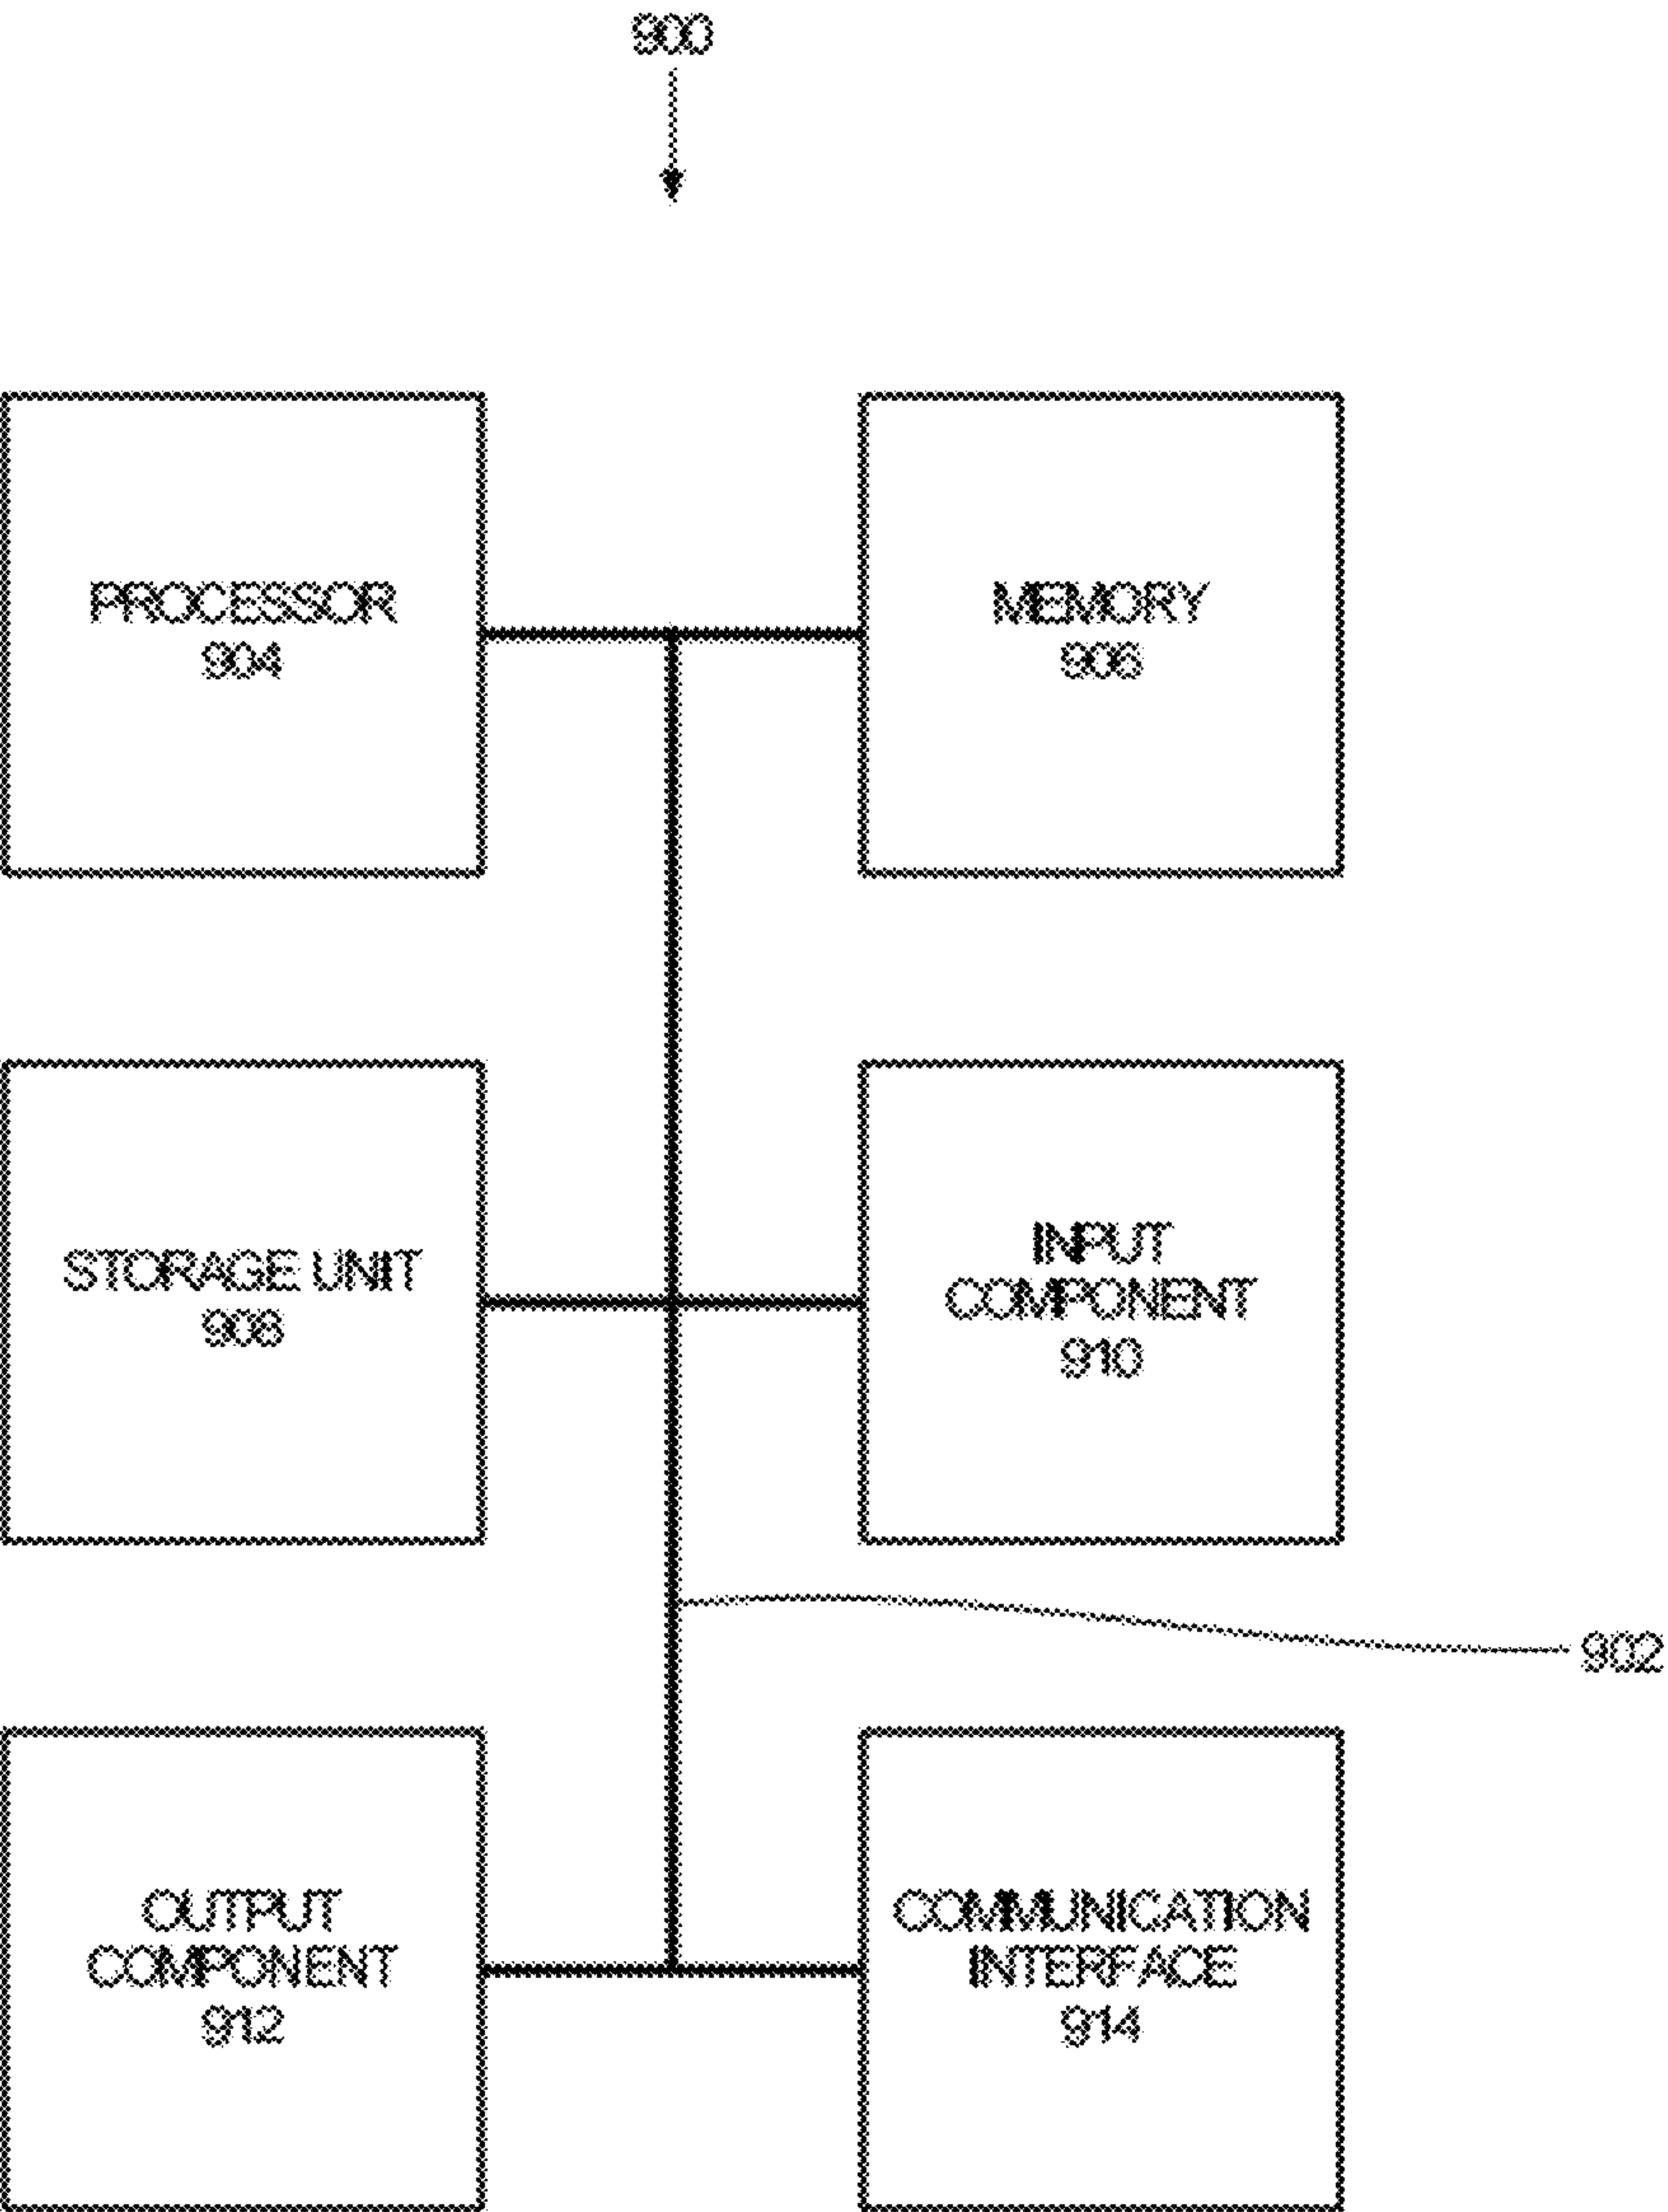 900
PROCESSOR
904
MEMORY
906
STORAGE UNIT
908
INPUT
COMPONENT
910
902
OUTPUT
COMPONENT
912
COMMUNICATION
INTERFACE
914